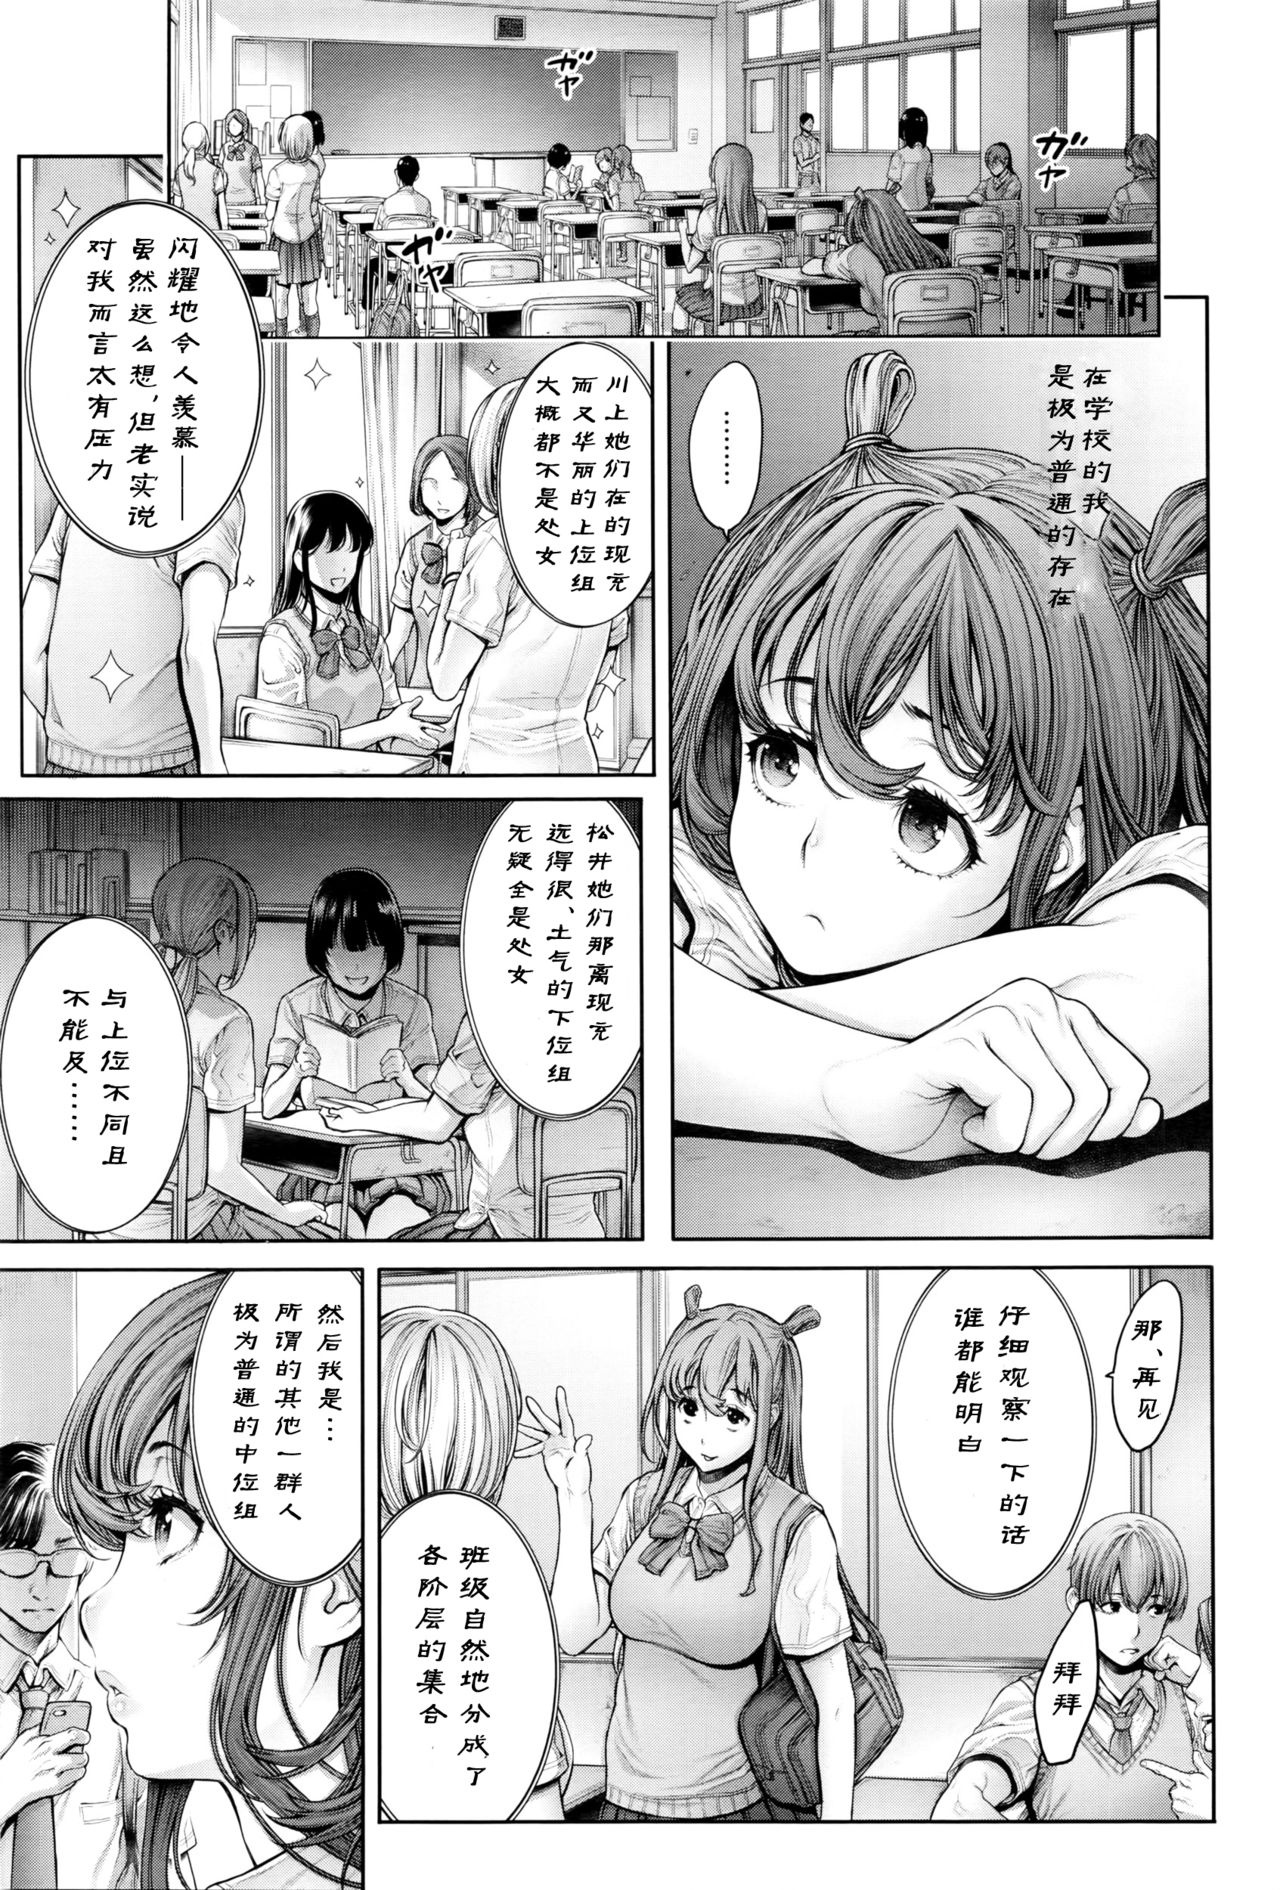 ガヤ
ガヤ
ガヤ
在学校的我
是极为普通的存在
………
川上她们在的现充
而又华丽的上位组
大概都不是处女
闪耀地令人羡慕——
虽然这么想,但老实说
对我而言太有压力
松井她们那离现充
远得很、土气的下位组
无疑全是处女
与上位不同且
不能及……
那、再见
仔细观察一下的话
谁都能明白
拜拜
班级自然地分成了
各阶层的集合
然后我是…
所谓的其他一群人
极为普通的中位组